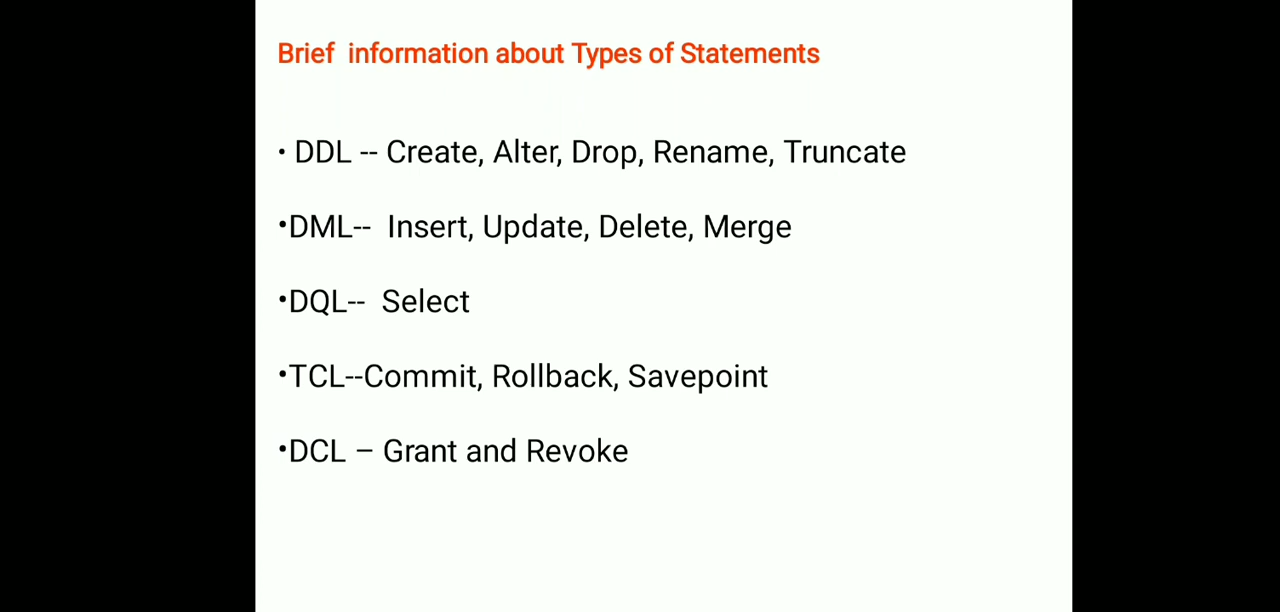 Brief  information about Types of Statements
• DDL -- Create, Alter, Drop, Rename, Truncate
•DML--  Insert, Update, Delete, Merge
•DQL--  Select
•TCL--Commit, Rollback, Savepoint
•DCL – Grant and Revoke